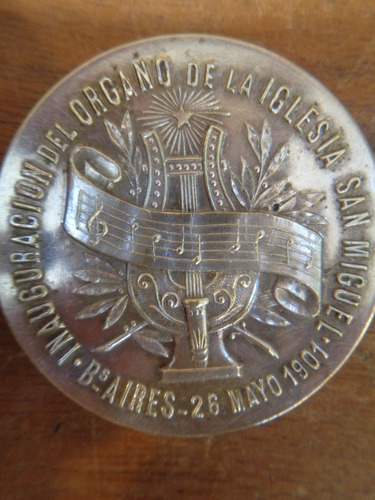 INAUGURACION DEL ORGANO DE LA IGLESIA SAN MIGUEL
· Bs AIRES - 26 MAYO 1901 ·